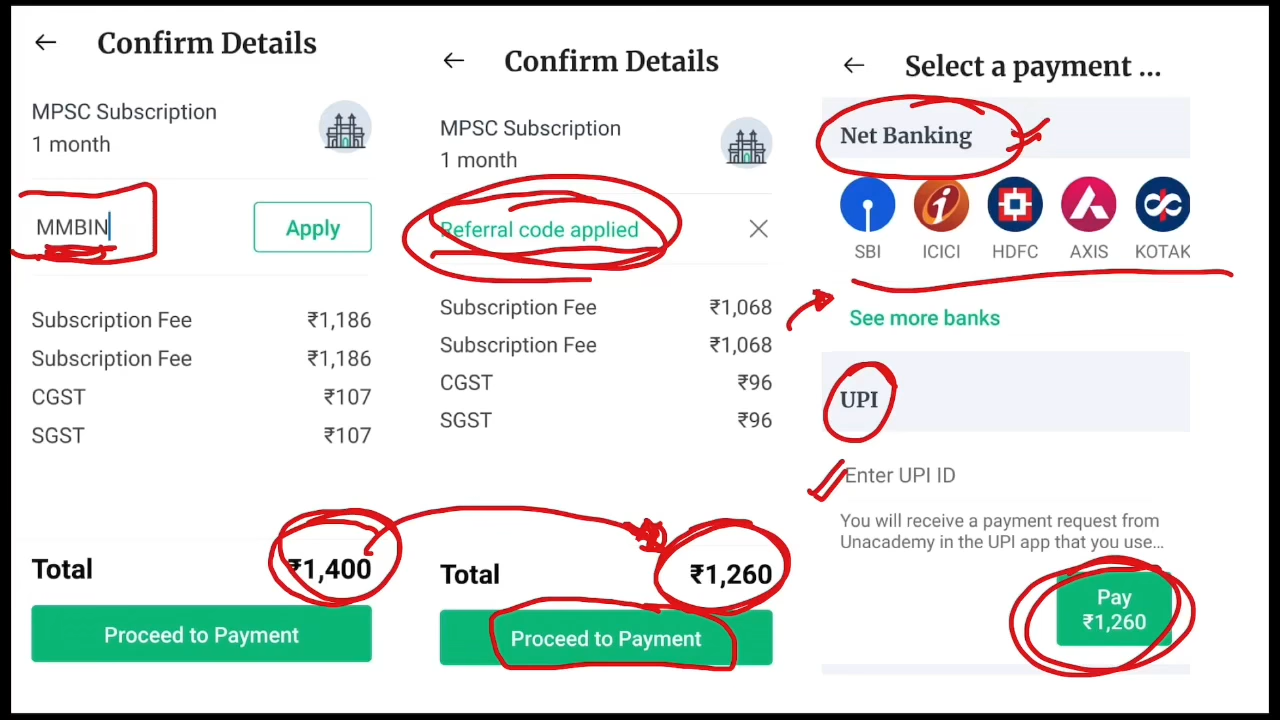 Confirm Details
MPSC Subscription
1 month
MMBIN
Apply
Subscription Fee ₹1,186
Subscription Fee ₹1,186
CGST ₹107
SGST ₹107
Total ₹1,400
Proceed to Payment
Confirm Details
MPSC Subscription
1 month
Referral code applied
Subscription Fee ₹1,068
Subscription Fee ₹1,068
CGST ₹96
SGST ₹96
Total ₹1,260
Proceed to Payment
Select a payment ...
Net Banking
SBI ICICI HDFC AXIS KOTAK
See more banks
UPI
Enter UPI ID
You will receive a payment request from
Unacademy in the UPI app that you use...
Pay
₹1,260